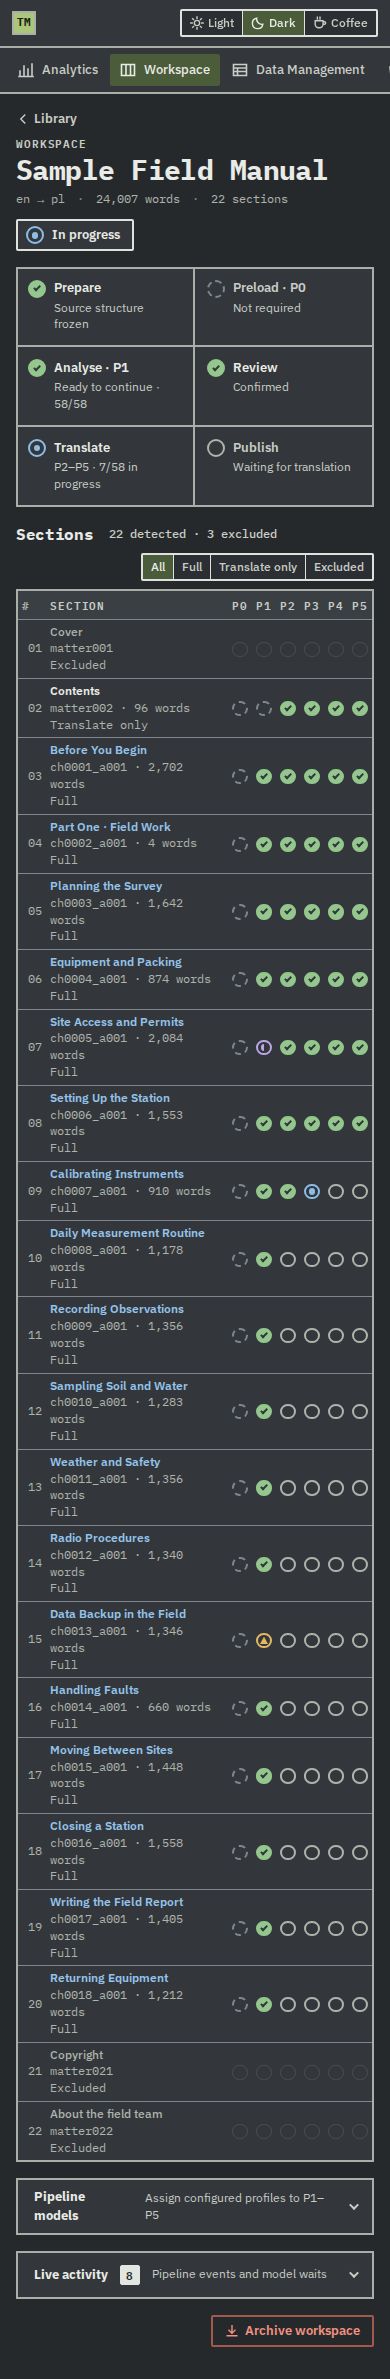 TM
Light
Dark
Coffee
Analytics
Workspace
Data Management
Library
WORKSPACE
Sample Field Manual
en → pl · 24,007 words · 22 sections
In progress
Prepare
Source structure
frozen
Preload · P0
Not required
Analyse · P1
Ready to continue ·
58/58
Review
Confirmed
Translate
P2–P5 · 7/58 in
progress
Publish
Waiting for translation
Sections 22 detected · 3 excluded
All Full Translate only Excluded
# SECTION P0 P1 P2 P3 P4 P5
Cover
01 matter001
Excluded
Contents
02 matter002 · 96 words
Translate only
Before You Begin
ch0001_a001 · 2,702
03
words
Full
Part One · Field Work
04 ch0002_a001 · 4 words
Full
Planning the Survey
ch0003_a001 · 1,642
05
words
Full
Equipment and Packing
06 ch0004_a001 · 874 words
Full
Site Access and Permits
ch0005_a001 · 2,084
07
words
Full
Setting Up the Station
ch0006_a001 · 1,553
08
words
Full
Calibrating Instruments
09 ch0007_a001 · 910 words
Full
Daily Measurement Routine
ch0008_a001 · 1,178
10
words
Full
Recording Observations
ch0009_a001 · 1,356
11
words
Full
Sampling Soil and Water
ch0010_a001 · 1,283
12
words
Full
Weather and Safety
ch0011_a001 · 1,356
13
words
Full
Radio Procedures
ch0012_a001 · 1,340
14
words
Full
Data Backup in the Field
ch0013_a001 · 1,346
15
words
Full
Handling Faults
16 ch0014_a001 · 660 words
Full
Moving Between Sites
ch0015_a001 · 1,448
17
words
Full
Closing a Station
ch0016_a001 · 1,558
18
words
Full
Writing the Field Report
ch0017_a001 · 1,405
19
words
Full
Returning Equipment
ch0018_a001 · 1,212
20
words
Full
Copyright
21 matter021
Excluded
About the field team
22 matter022
Excluded
Pipeline
models
Assign configured profiles to P1–
P5
Live activity 8 Pipeline events and model waits
Archive workspace